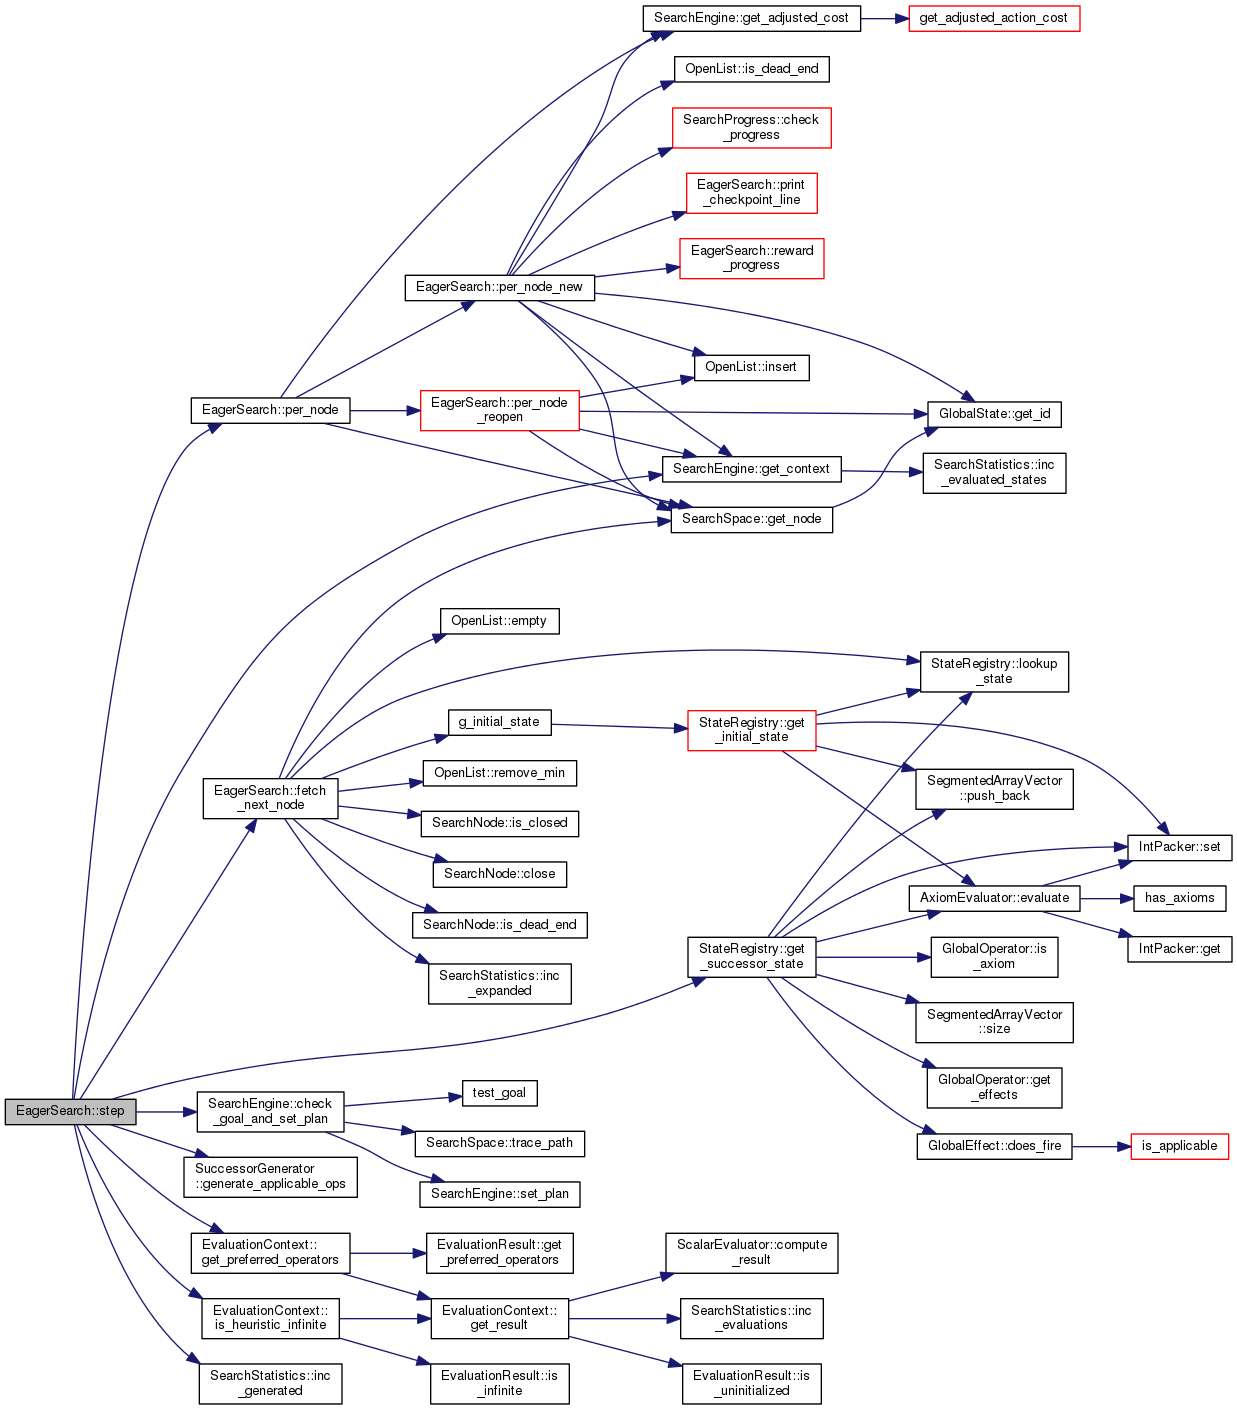 SearchEngine::get_adjusted_cost
get_adjusted_action_cost
OpenList::is_dead_end
SearchProgress::check
_progress
EagerSearch::print
_checkpoint_line
EagerSearch::reward
_progress
EagerSearch::per_node_new
OpenList::insert
EagerSearch::per_node
EagerSearch::per_node
_reopen
GlobalState::get_id
SearchEngine::get_context
SearchStatistics::inc
_evaluated_states
SearchSpace::get_node
OpenList::empty
StateRegistry::lookup
_state
g_initial_state
StateRegistry::get
_initial_state
OpenList::remove_min
EagerSearch::fetch
_next_node
SegmentedArrayVector
::push_back
SearchNode::is_closed
IntPacker::set
SearchNode::close
AxiomEvaluator::evaluate
has_axioms
SearchNode::is_dead_end
IntPacker::get
StateRegistry::get
_successor_state
GlobalOperator::is
_axiom
SearchStatistics::inc
_expanded
SegmentedArrayVector
::size
GlobalOperator::get
_effects
EagerSearch::step
SearchEngine::check
_goal_and_set_plan
test_goal
SearchSpace::trace_path
GlobalEffect::does_fire
is_applicable
SuccessorGenerator
::generate_applicable_ops
SearchEngine::set_plan
EvaluationContext::
get_preferred_operators
EvaluationResult::get
_preferred_operators
ScalarEvaluator::compute
_result
EvaluationContext::
is_heuristic_infinite
EvaluationContext::
get_result
SearchStatistics::inc
_evaluations
SearchStatistics::inc
_generated
EvaluationResult::is
_infinite
EvaluationResult::is
_uninitialized